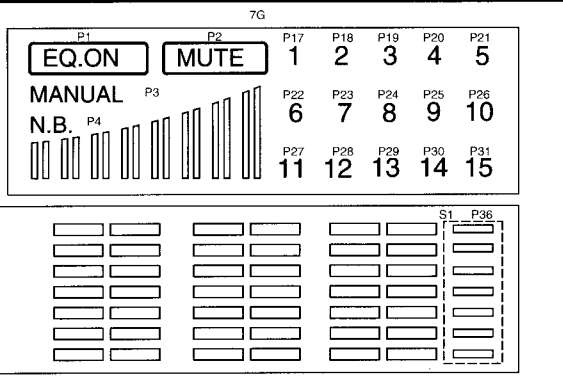 7G
P1 P2 P17 P18 P19 P20 P21
EQ.ON MUTE 1 2 3 4 5
MANUAL P3 P22 P23 P24 P25 P26
6 7 8 9 10
N.B. P4
P27 P28 P29 P30 P31
11 12 13 14 15
S1 P36